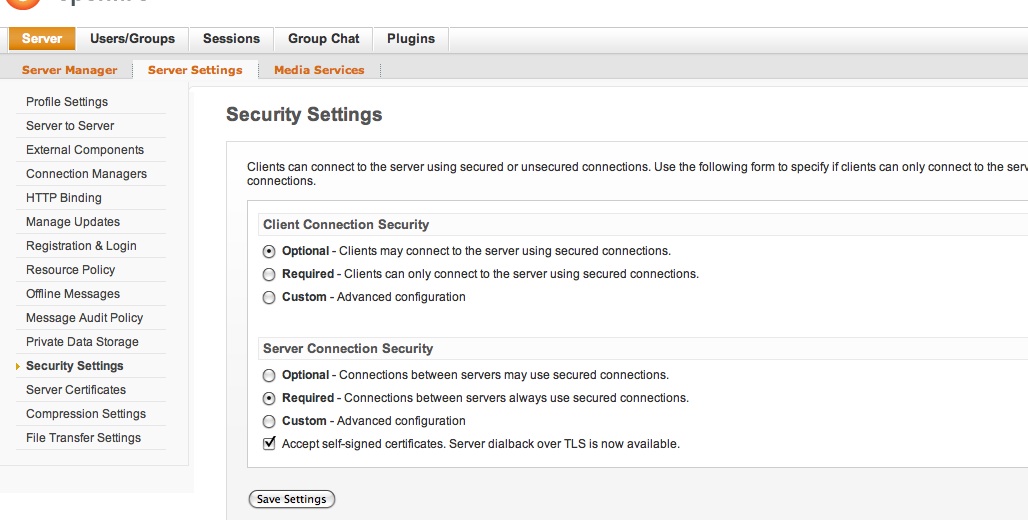 Server
Users/Groups
Sessions
Group Chat
Plugins
Server Manager
Server Settings
Media Services
Profile Settings
Server to Server
External Components
Connection Managers
HTTP Binding
Manage Updates
Registration & Login
Resource Policy
Offline Messages
Message Audit Policy
Private Data Storage
Security Settings
Server Certificates
Compression Settings
File Transfer Settings
Security Settings
Clients can connect to the server using secured or unsecured connections. Use the following form to specify if clients can only connect to the
connections.
Client Connection Security
Optional - Clients may connect to the server using secured connections.
Required - Clients can only connect to the server using secured connections.
Custom - Advanced configuration
Server Connection Security
Optional - Connections between servers may use secured connections.
Required - Connections between servers always use secured connections.
Custom - Advanced configuration
Accept self-signed certificates. Server dialback over TLS is now available.
Save Settings